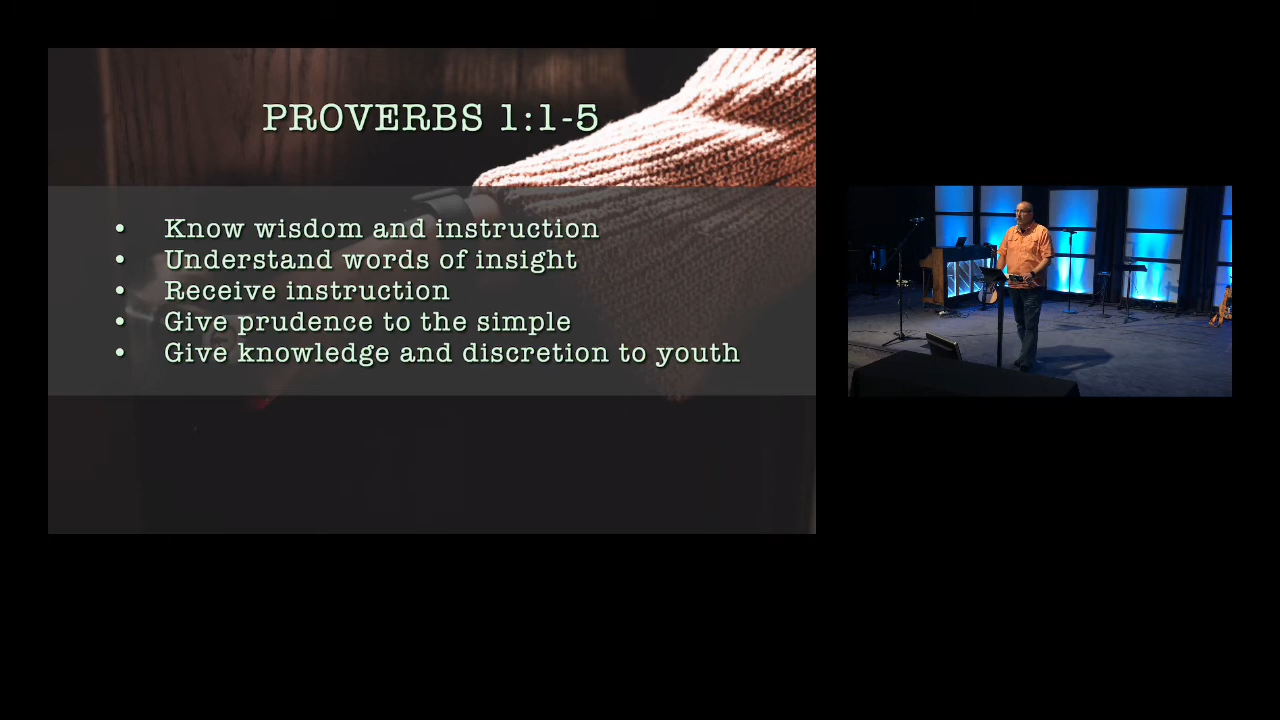 PROVERBS 1:1-5
• Know wisdom and instruction
• Understand words of insight
• Receive instruction
• Give prudence to the simple
• Give knowledge and discretion to youth